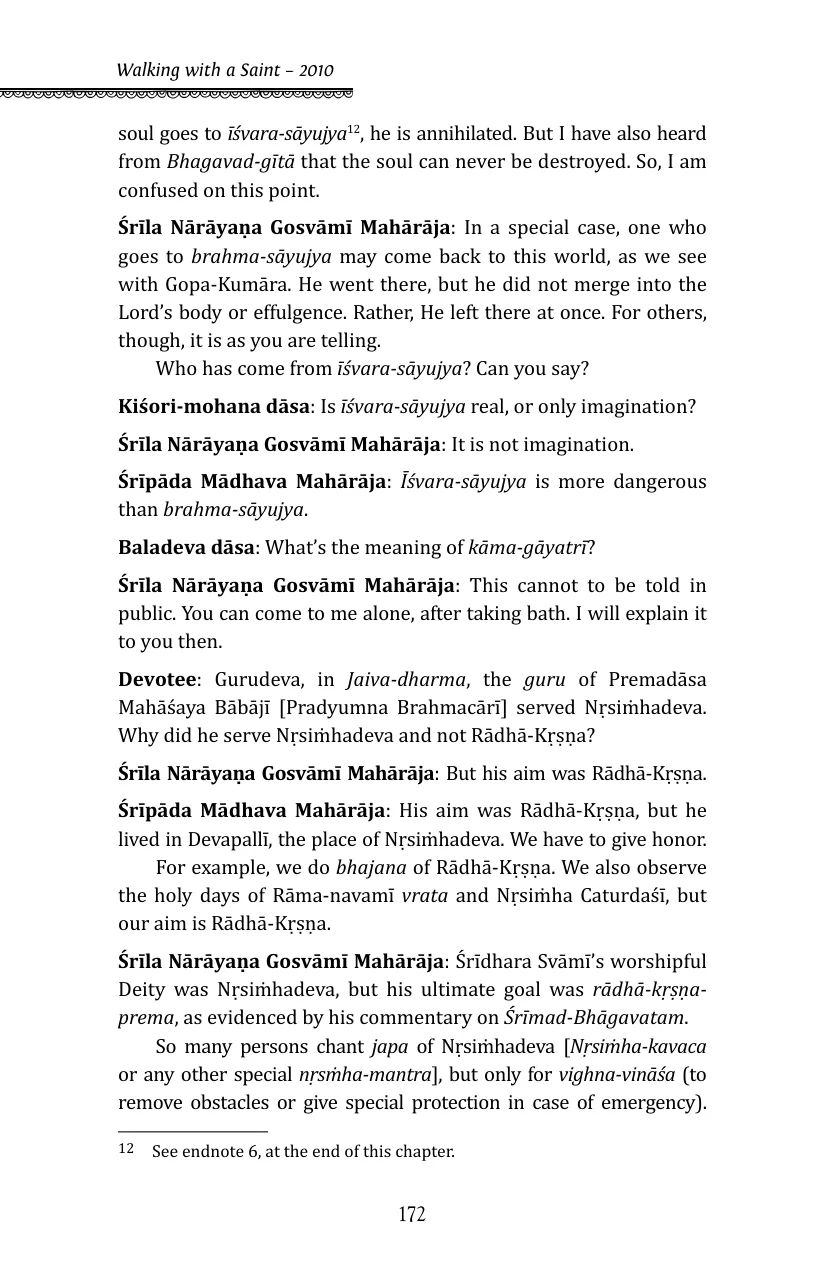 Walking with a Saint – 2010
soul goes to īśvara-sāyujya12, he is annihilated. But I have also heard
from Bhagavad-gītā that the soul can never be destroyed. So, I am
confused on this point.
Śrīla Nārāyaṇa Gosvāmī Mahārāja: In a special case, one who
goes to brahma-sāyujya may come back to this world, as we see
with Gopa-Kumāra. He went there, but he did not merge into the
Lord’s body or effulgence. Rather, He left there at once. For others,
though, it is as you are telling.
Who has come from īśvara-sāyujya? Can you say?
Kiśori-mohana dāsa: Is īśvara-sāyujya real, or only imagination?
Śrīla Nārāyaṇa Gosvāmī Mahārāja: It is not imagination.
Śrīpāda Mādhava Mahārāja: Īśvara-sāyujya is more dangerous
than brahma-sāyujya.
Baladeva dāsa: What’s the meaning of kāma-gāyatrī?
Śrīla Nārāyaṇa Gosvāmī Mahārāja: This cannot to be told in
public. You can come to me alone, after taking bath. I will explain it
to you then.
Devotee: Gurudeva, in Jaiva-dharma, the guru of Premadāsa
Mahāśaya Bābājī [Pradyumna Brahmacārī] served Nṛsiṁhadeva.
Why did he serve Nṛsiṁhadeva and not Rādhā-Kṛṣṇa?
Śrīla Nārāyaṇa Gosvāmī Mahārāja: But his aim was Rādhā-Kṛṣṇa.
Śrīpāda Mādhava Mahārāja: His aim was Rādhā-Kṛṣṇa, but he
lived in Devapallī, the place of Nṛsiṁhadeva. We have to give honor.
For example, we do bhajana of Rādhā-Kṛṣṇa. We also observe
the holy days of Rāma-navamī vrata and Nṛsiṁha Caturdaśī, but
our aim is Rādhā-Kṛṣṇa.
Śrīla Nārāyaṇa Gosvāmī Mahārāja: Śrīdhara Svāmī’s worshipful
Deity was Nṛsiṁhadeva, but his ultimate goal was rādhā-kṛṣṇa-
prema, as evidenced by his commentary on Śrīmad-Bhāgavatam.
So many persons chant japa of Nṛsiṁhadeva [Nṛsiṁha-kavaca
or any other special nṛsṁha-mantra], but only for vighna-vināśa (to
remove obstacles or give special protection in case of emergency).
12 See endnote 6, at the end of this chapter.
172